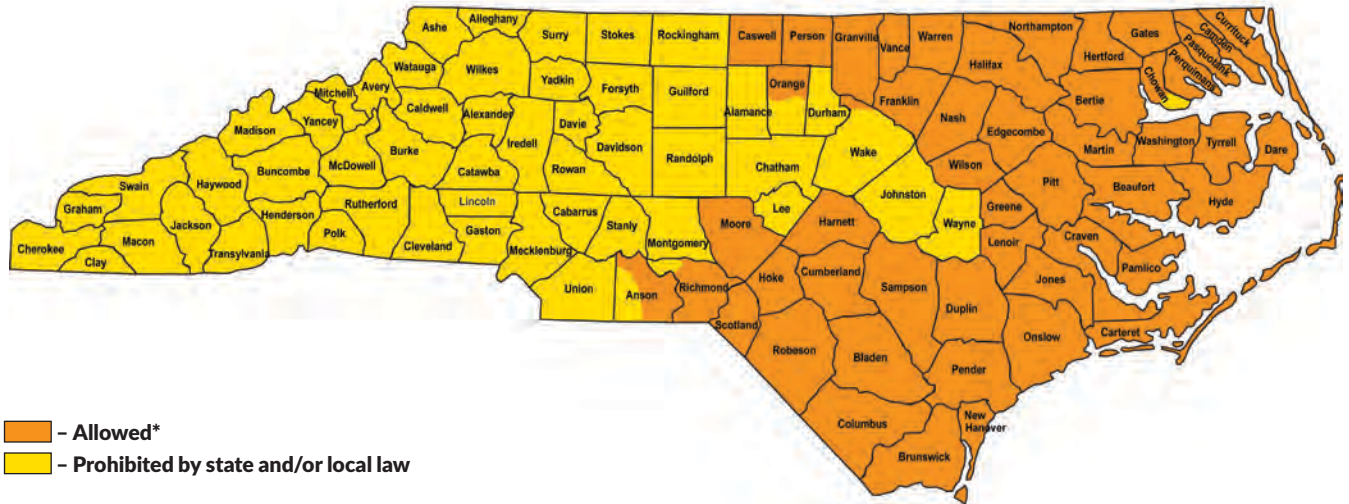 Ashe
Alleghany
Surry
Stokes
Rockingham
Caswell
Person
Granville
Vance
Warren
Northampton
Gates
Currituck
Camden
Pasquotank
Perquimans
Chowan
Hertford
Halifax
Watauga
Wilkes
Yadkin
Forsyth
Guilford
Alamance
Orange
Durham
Franklin
Nash
Edgecombe
Bertie
Mitchell
Avery
Caldwell
Alexander
Davie
Iredell
Davidson
Randolph
Chatham
Wake
Wilson
Martin
Washington
Tyrrell
Dare
Madison
Yancey
Burke
McDowell
Catawba
Rowan
Johnston
Pitt
Beaufort
Hyde
Swain
Haywood
Buncombe
Rutherford
Lincoln
Cabarrus
Stanly
Montgomery
Moore
Lee
Harnett
Wayne
Greene
Lenoir
Craven
Pamlico
Graham
Jackson
Henderson
Polk
Cleveland
Gaston
Mecklenburg
Cherokee
Clay
Macon
Transylvania
Union
Anson
Richmond
Hoke
Cumberland
Sampson
Duplin
Jones
Carteret
Scotland
Robeson
Bladen
Pender
Onslow
Columbus
New
Hanover
Brunswick
– Allowed*
– Prohibited by state and/or local law